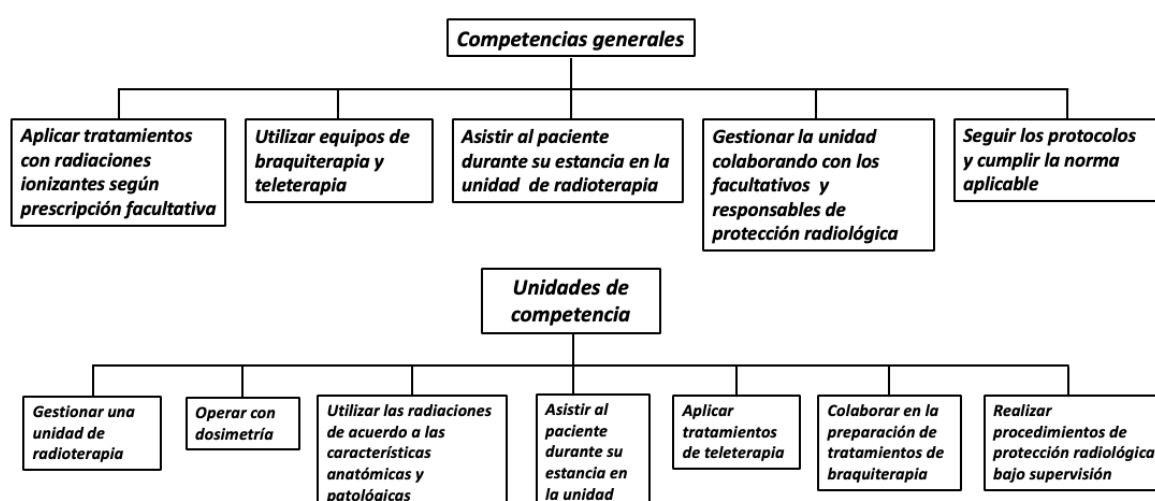 Competencias generales
Aplicar tratamientos
con radiaciones
ionizantes según
prescripción facultativa
Utilizar equipos de
braquiterapia y
teleterapia
Asistir al paciente
durante su estancia en la
unidad de radioterapia
Gestionar la unidad
colaborando con los
facultativos y
responsables de
protección radiológica
Seguir los protocolos
y cumplir la norma
aplicable
Unidades de
competencia
Gestionar una
unidad de
radioterapia
Operar con
dosimetría
Utilizar las radiaciones
de acuerdo a las
características
anatómicas y
patológicas
Asistir al
paciente
durante su
estancia en
la unidad
Aplicar
tratamientos
de teleterapia
Colaborar en la
preparación de
tratamientos de
braquiterapia
Realizar
procedimientos de
protección radiológica
bajo supervisión